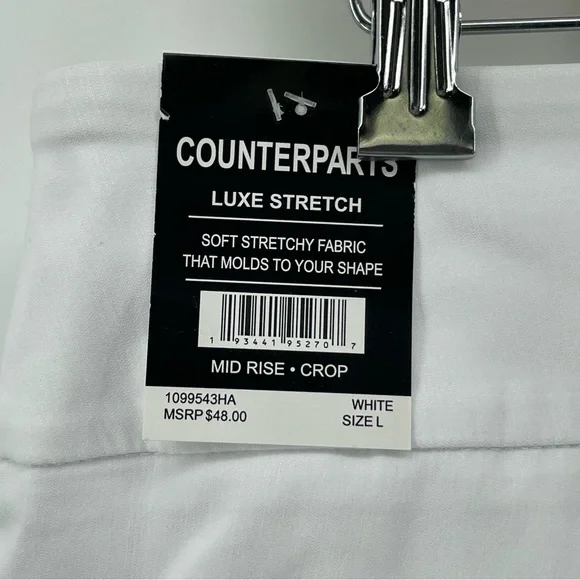 COUNTERPARTS
LUXE STRETCH
SOFT STRETCHY FABRIC
THAT MOLDS TO YOUR SHAPE
1 93441 95270 7
MID RISE • CROP
1099543HA WHITE
MSRP $48.00 SIZE L